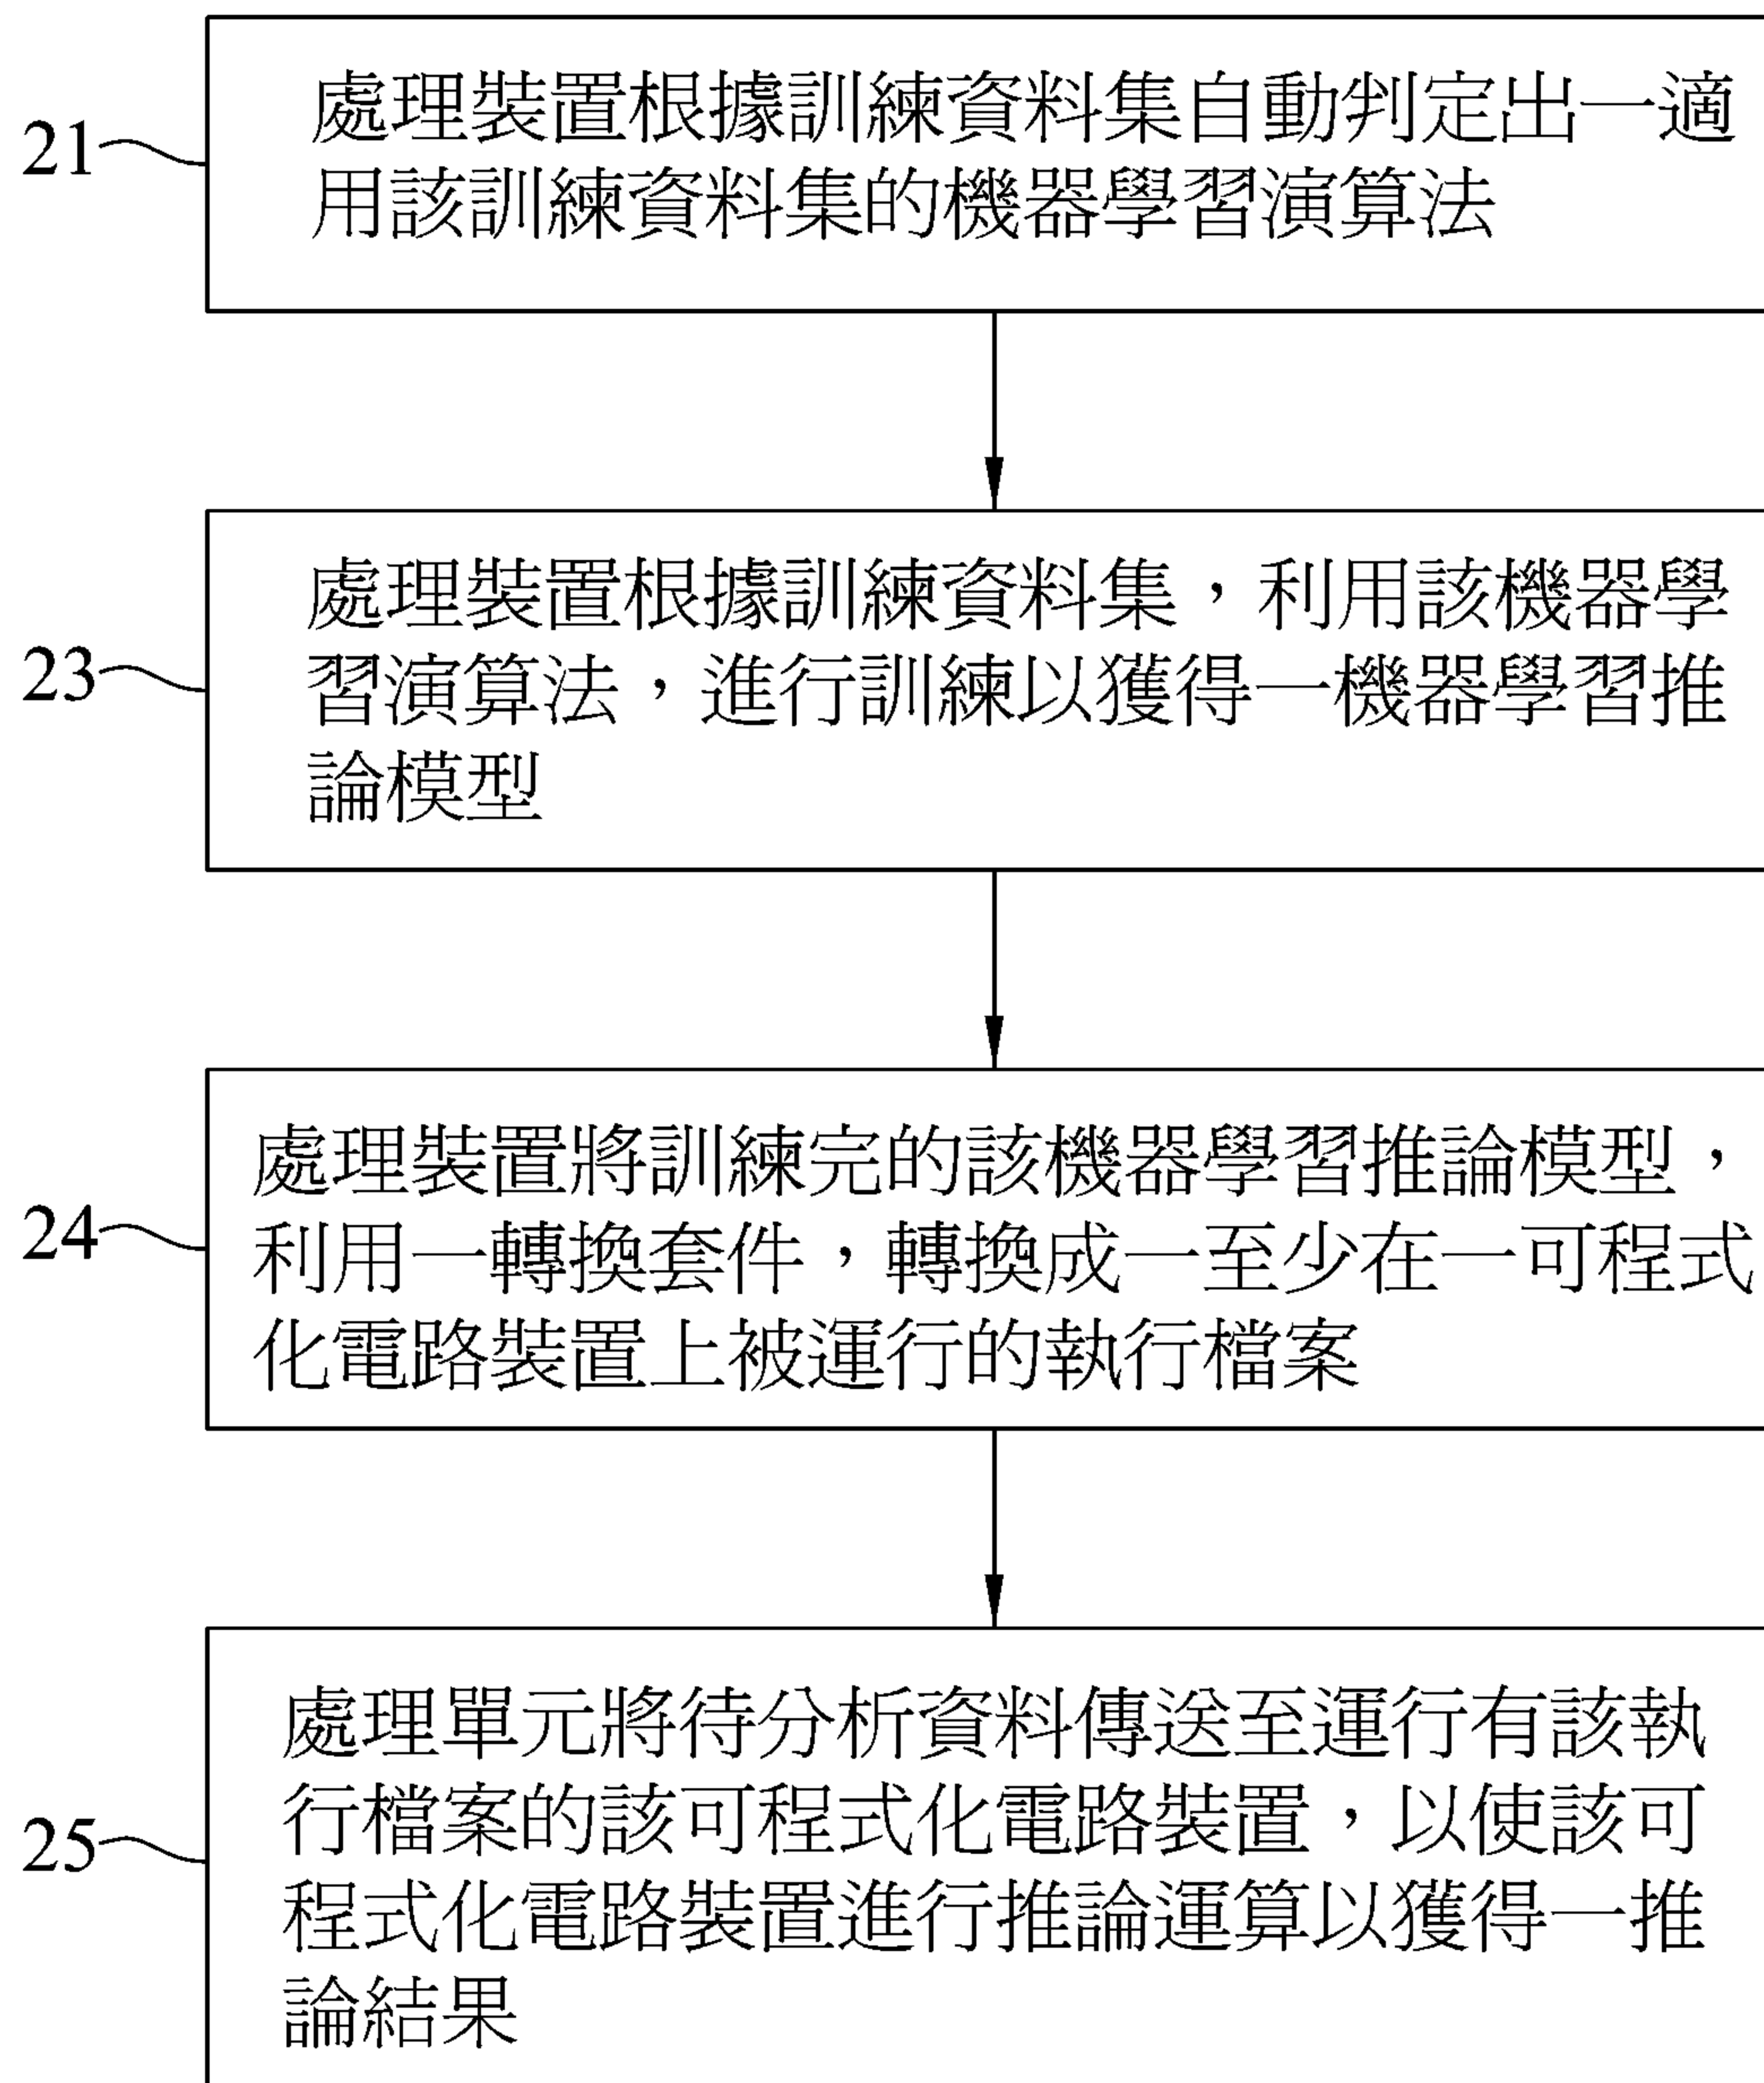 處理裝置根據訓練資料集自動判定出一適
21
用該訓練資料集的機器學習演算法
處理裝置根據訓練資料集，利用該機器學
23
習演算法，進行訓練以獲得一機器學習推
論模型
處理裝置將訓練完的該機器學習推論模型，
24
利用一轉換套件，轉換成一至少在一可程式
化電路裝置上被運行的執行檔案
處理單元將待分析資料傳送至運行有該執
行檔案的該可程式化電路裝置，以使該可
25
程式化電路裝置進行推論運算以獲得一推
論結果